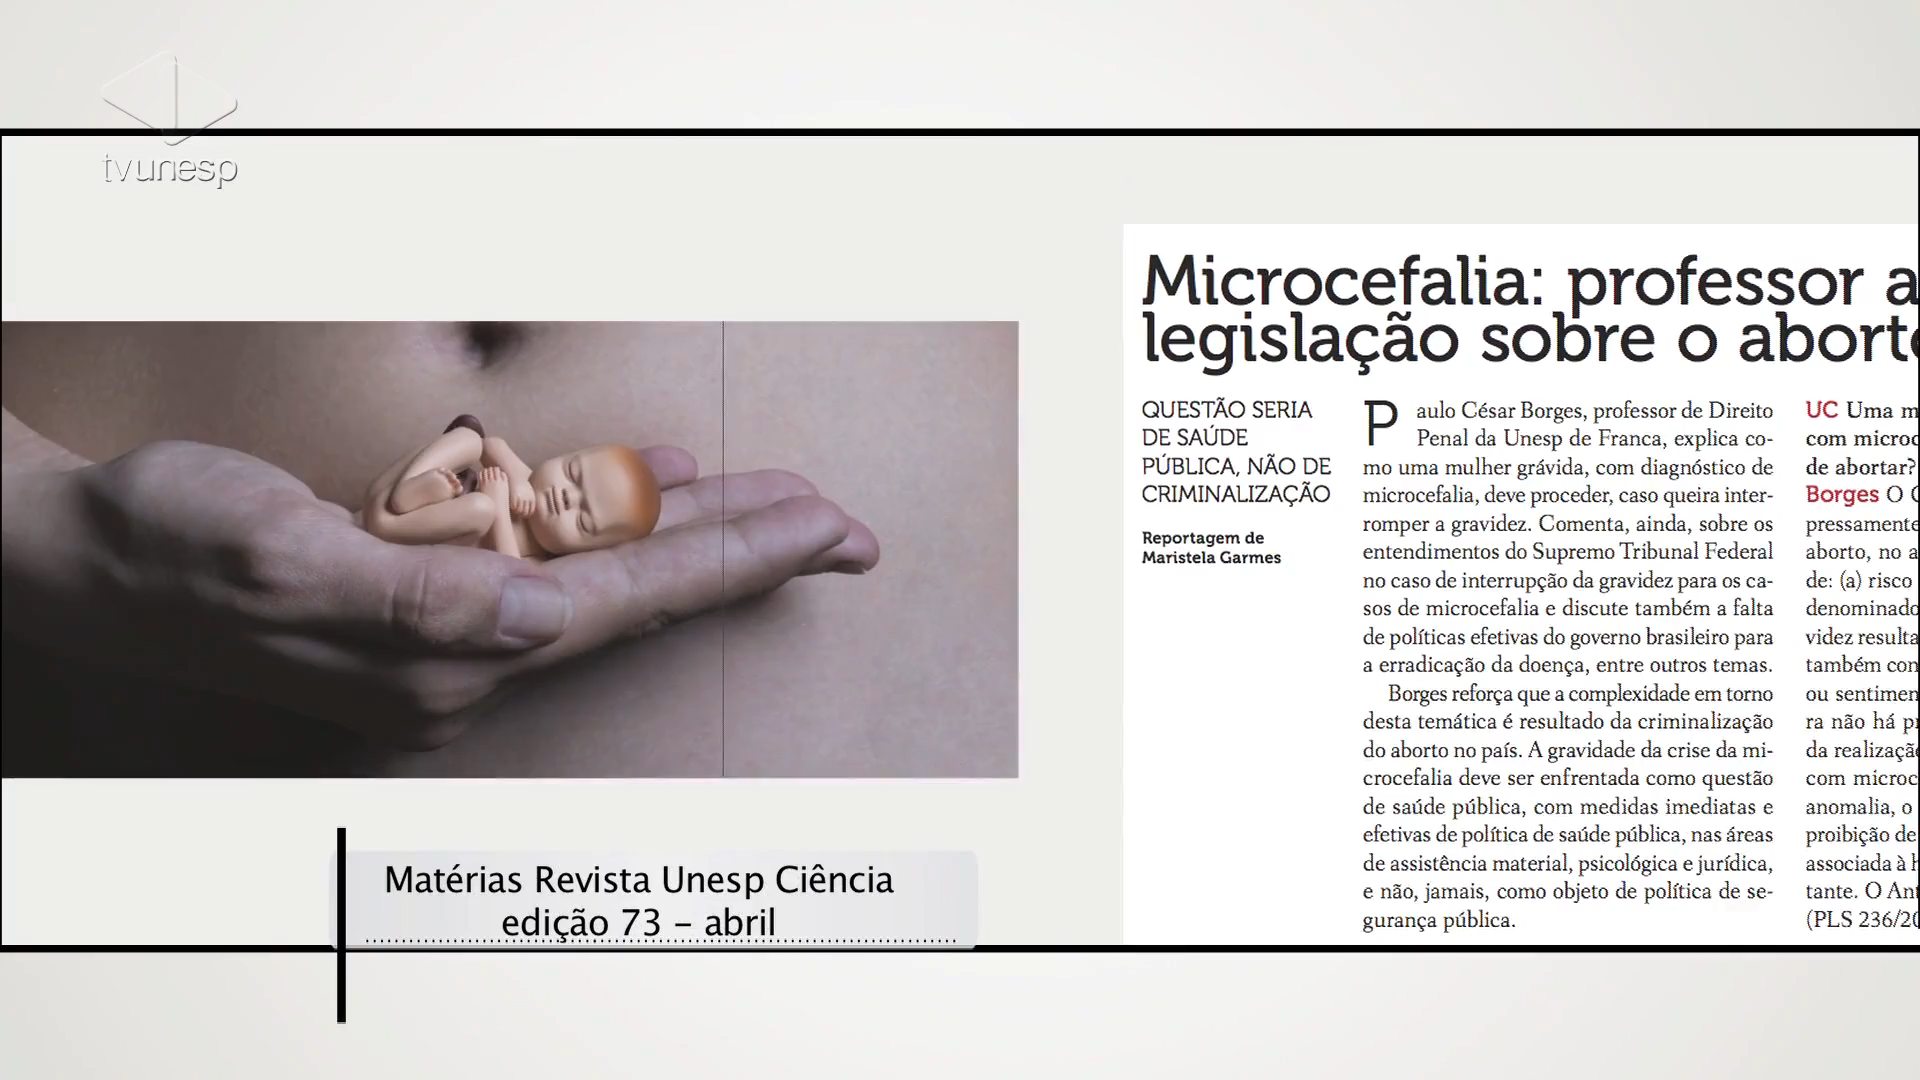 tvunesp
Microcefalia: professor a
legislação sobre o abort
QUESTÃO SERIA
DE SAÚDE
PÚBLICA, NÃO DE
CRIMINALIZAÇÃO
Reportagem de
Maristela Garmes
Paulo César Borges, professor de Direito
Penal da Unesp de Franca, explica co-
mo uma mulher grávida, com diagnóstico de
microcefalia, deve proceder, caso queira inter-
romper a gravidez. Comenta, ainda, sobre os
entendimentos do Supremo Tribunal Federal
no caso de interrupção da gravidez para os ca-
sos de microcefalia e discute também a falta
de políticas efetivas do governo brasileiro para
a erradicação da doença, entre outros temas.
Borges reforça que a complexidade em torno
desta temática é resultado da criminalização
do aborto no país. A gravidade da crise da mi-
crocefalia deve ser enfrentada como questão
de saúde pública, com medidas imediatas e
efetivas de política de saúde pública, nas áreas
de assistência material, psicológica e jurídica,
e não, jamais, como objeto de política de se-
gurança pública.
UC Uma m
com microc
de abortar?
Borges O C
pressamente
aborto, no a
de: (a) risco
denominado
videz resulta
também con
ou sentimen
ra não há pr
da realização
com microc
anomalia, o
proibição de
associada à h
tante. O Ant
(PLS 236/20
Matérias Revista Unesp Ciência
edição 73 – abril